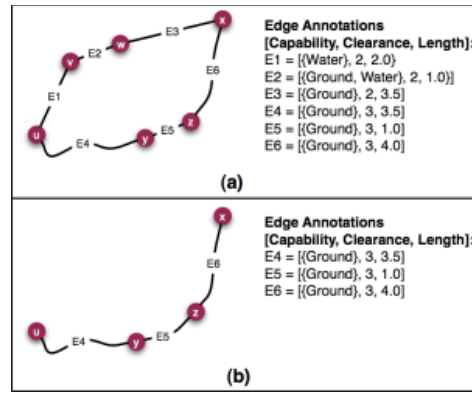 x
E3
w
E2
v
E6
E1
z
E5
y
E4
u
(a)
Edge Annotations
[Capability, Clearance, Length]:
E1 = [{Water}, 2, 2.0}
E2 = [{Ground, Water}, 2, 1.0}]
E3 = [{Ground}, 2, 3.5]
E4 = [{Ground}, 3, 3.5]
E5 = [{Ground}, 3, 1.0]
E6 = [{Ground}, 3, 4.0]
x
E6
z
E5
y
E4
u
(b)
Edge Annotations
[Capability, Clearance, Length]:
E4 = [{Ground}, 3, 3.5]
E5 = [{Ground}, 3, 1.0]
E6 = [{Ground}, 3, 4.0]